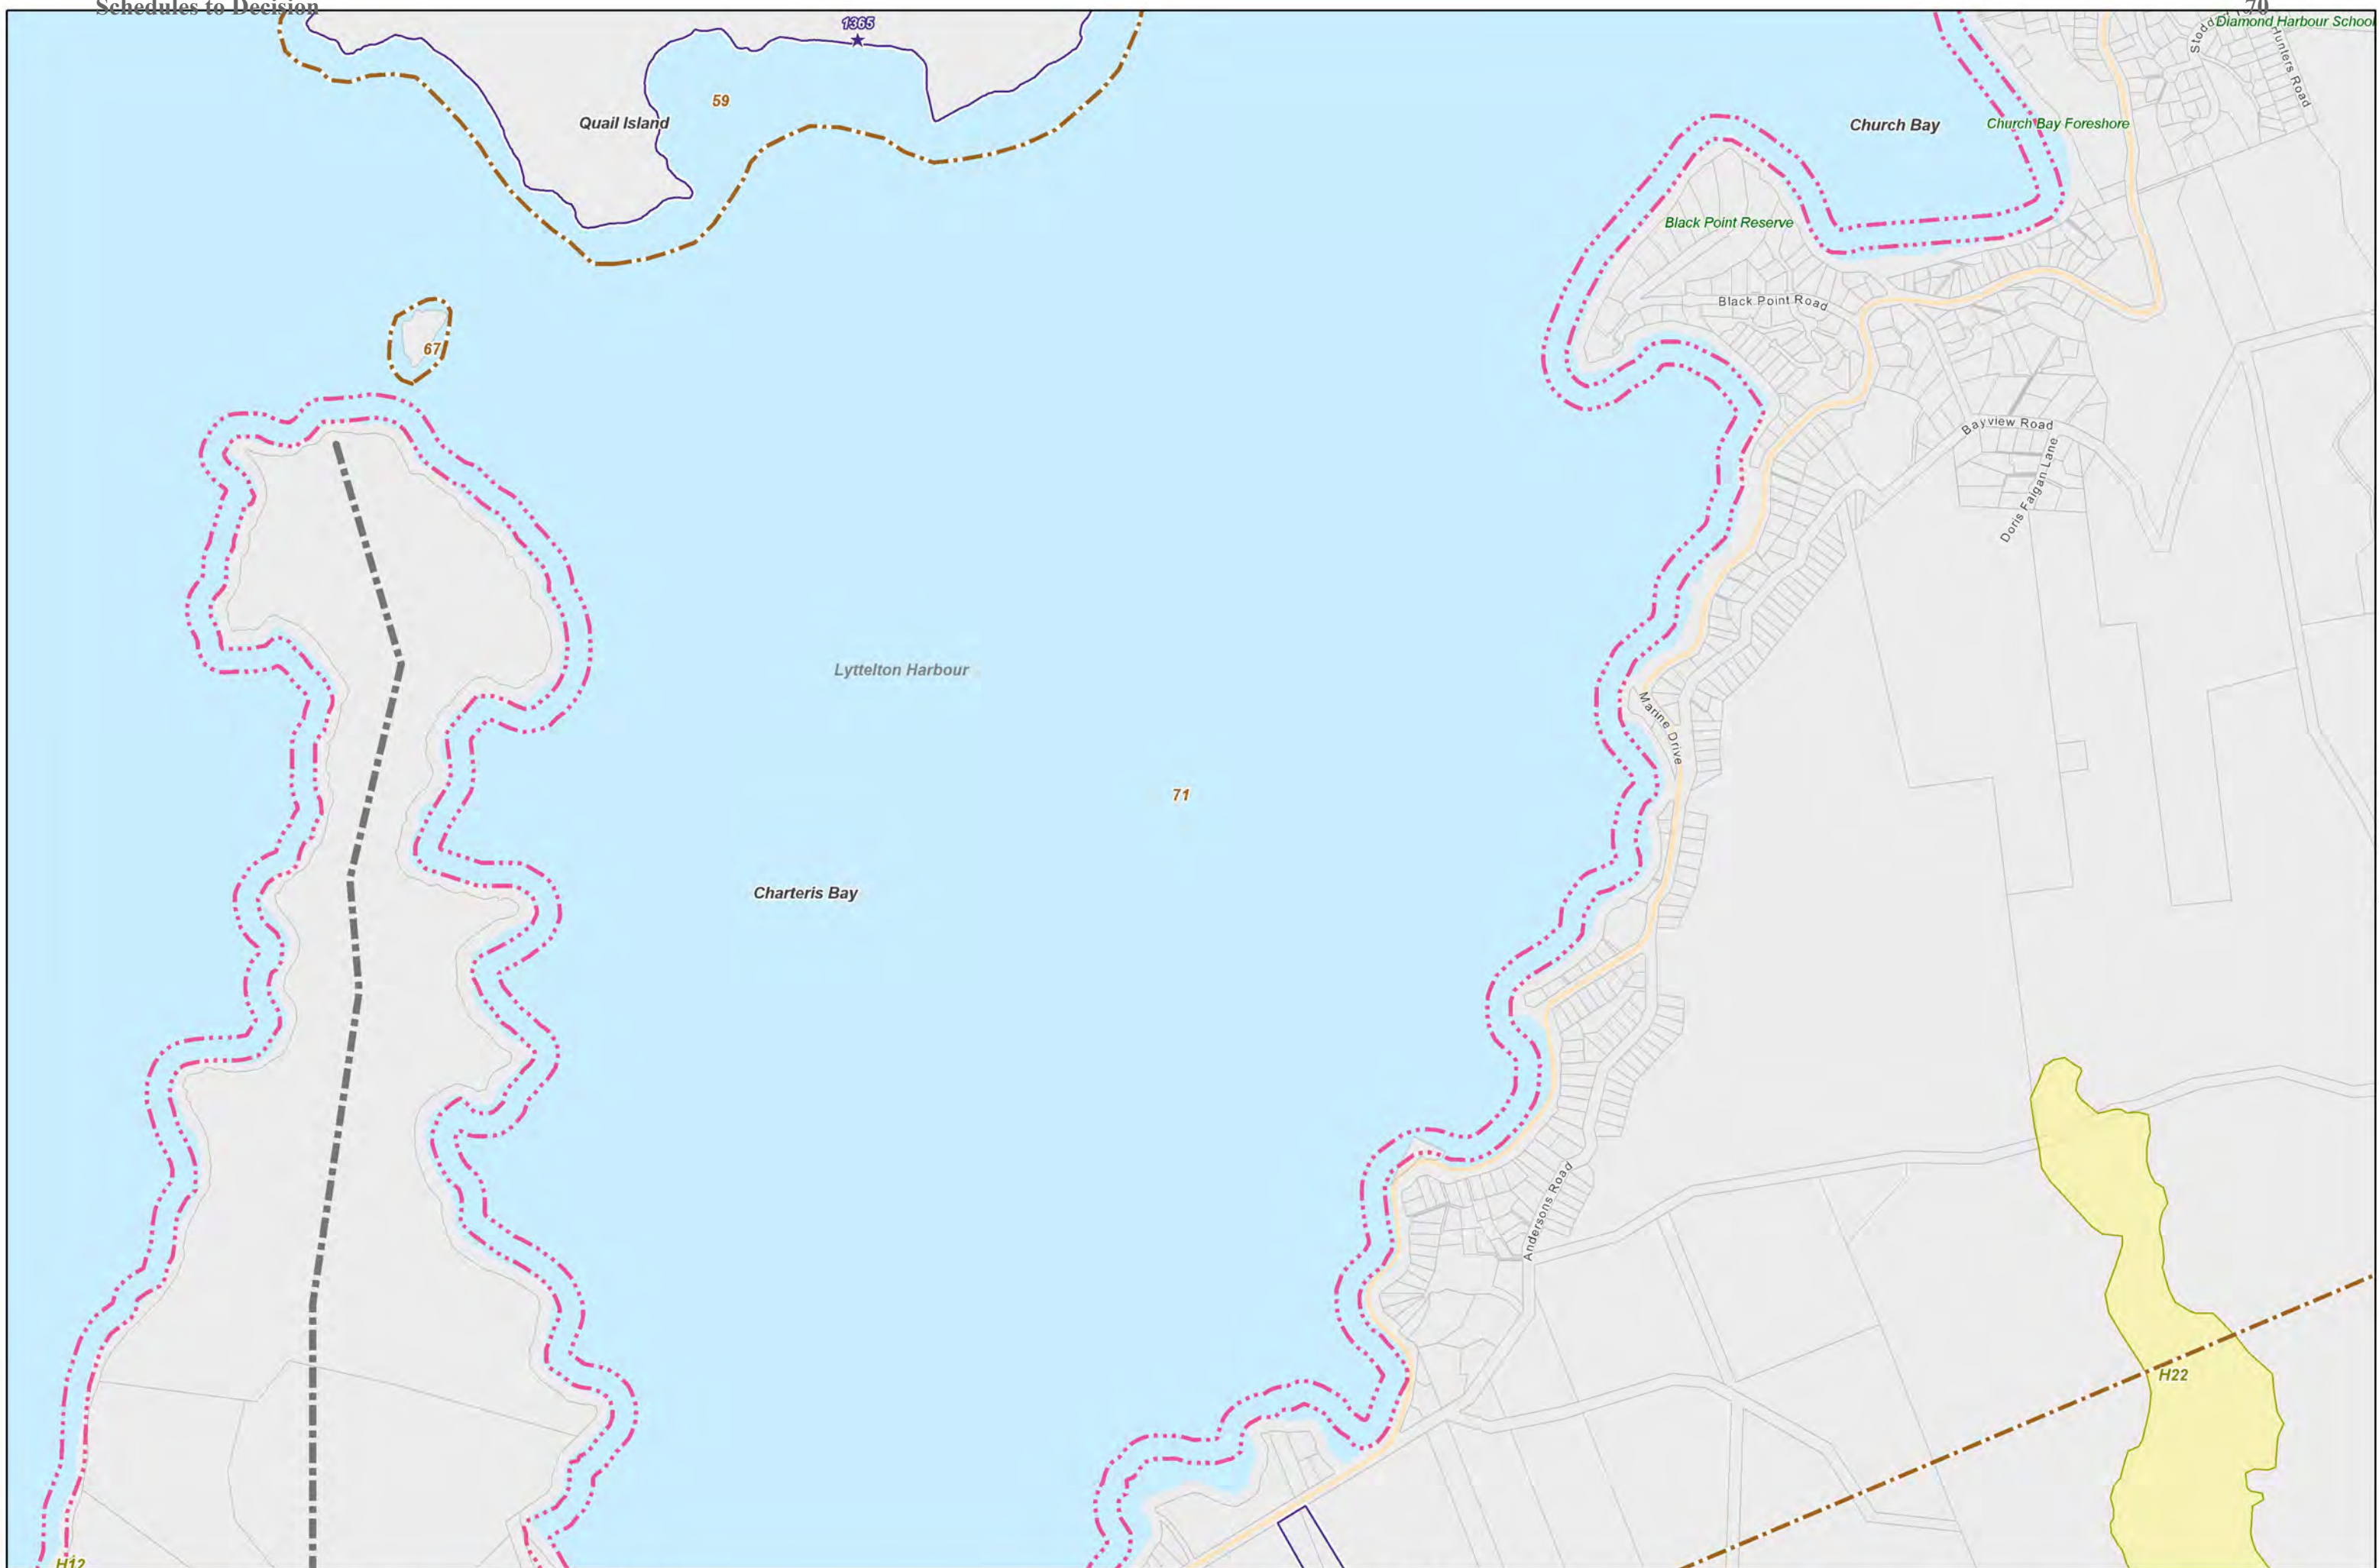 Schedules to Decision
70
1365
Diamond Harbour School
Hunters Road
59
Quail Island
Church Bay
Church Bay Foreshore
Black Point Reserve
Black Point Road
67
Bayview Road
Doris Faigan Lane
Lyttelton Harbour
Marine Drive
71
Charteris Bay
Andersons Road
H22
H12